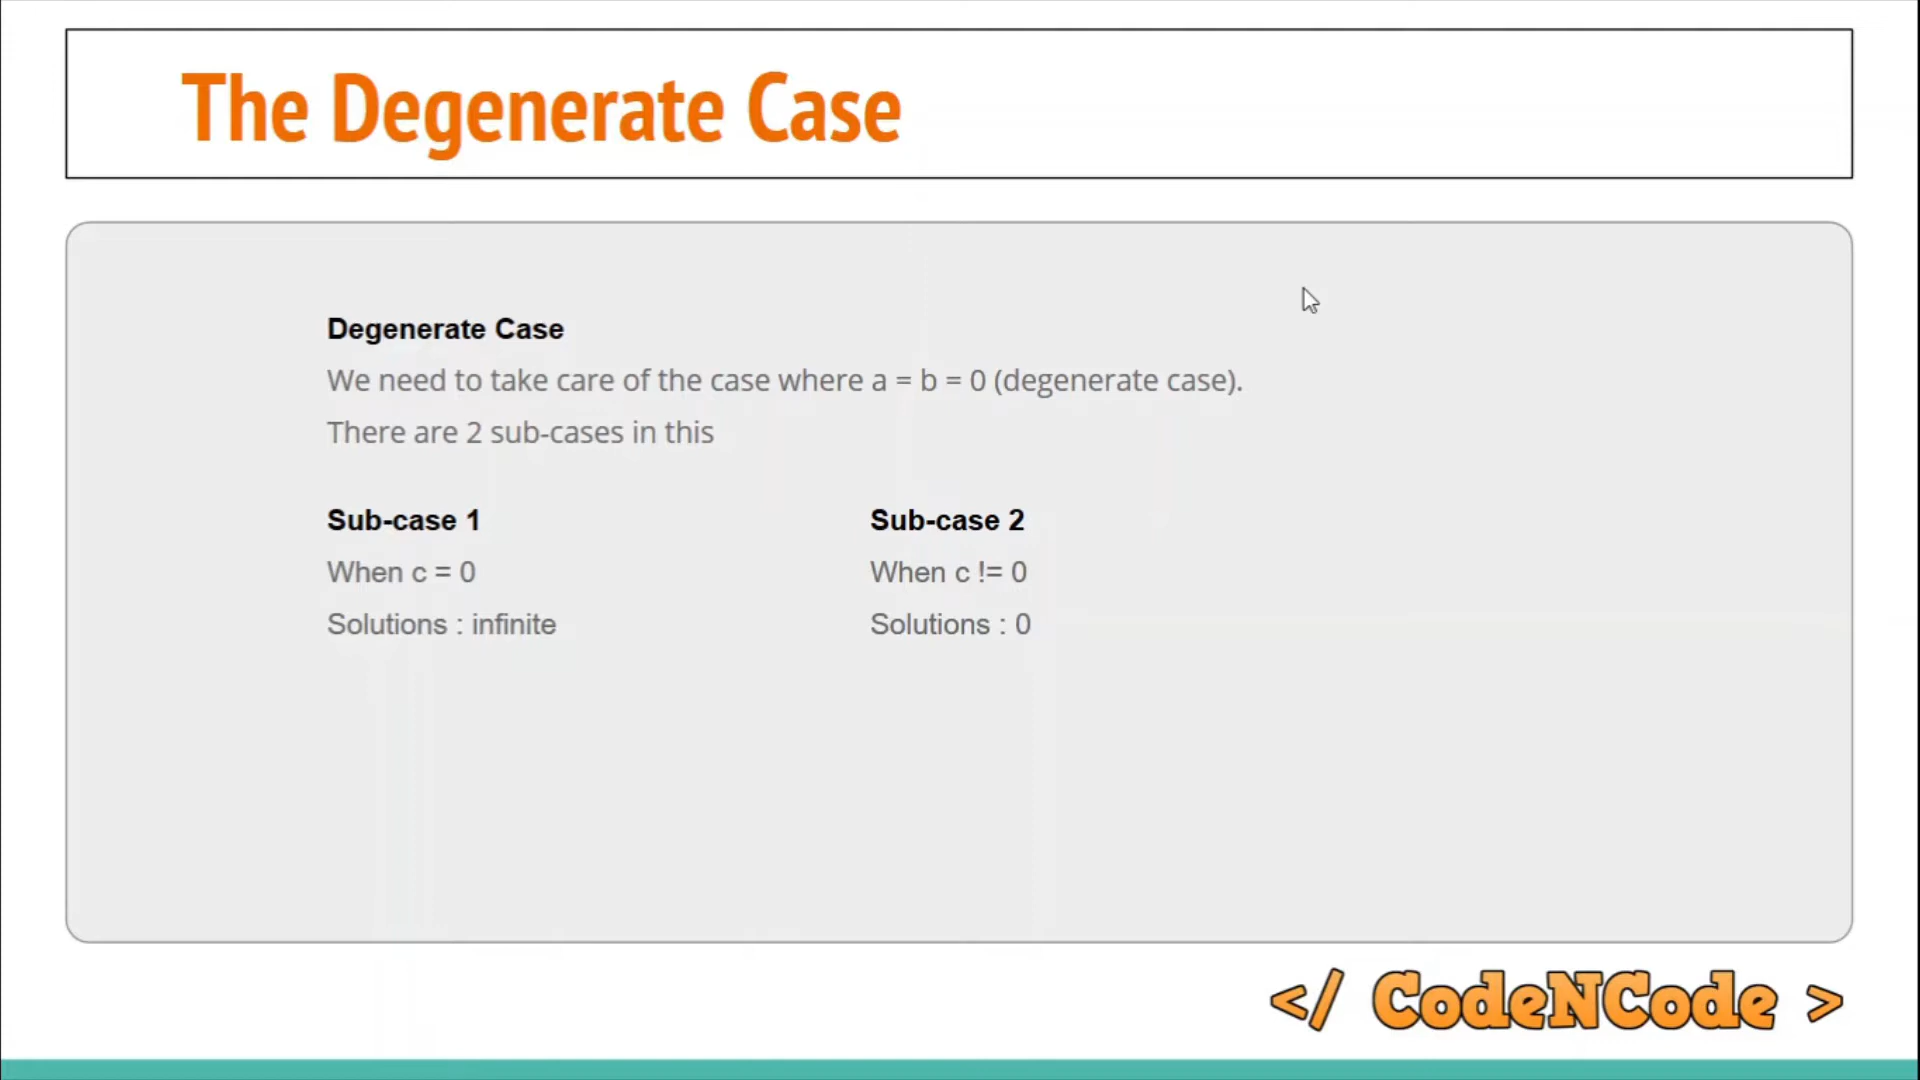 The Degenerate Case
Degenerate Case
We need to take care of the case where a = b = 0 (degenerate case).
There are 2 sub-cases in this
Sub-case 1
When c = 0
Solutions : infinite
Sub-case 2
When c != 0
Solutions : 0
</ CodeNCode >